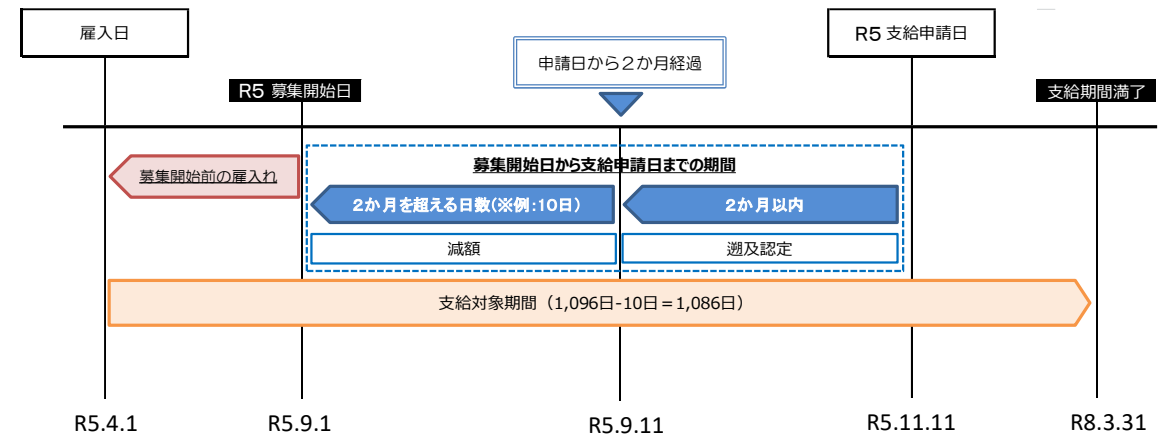 雇入日
R5 支給申請日
申請日から２か月経過
R5 募集開始日
支給期間満了
募集開始日から支給申請日までの期間
募集開始前の雇入れ
２か月を超える日数(※例:10日)
２か月以内
減額
遡及認定
支給対象期間（1,096日-10日＝1,086日）
R5.4.1
R5.9.1
R5.9.11
R5.11.11
R8.3.31